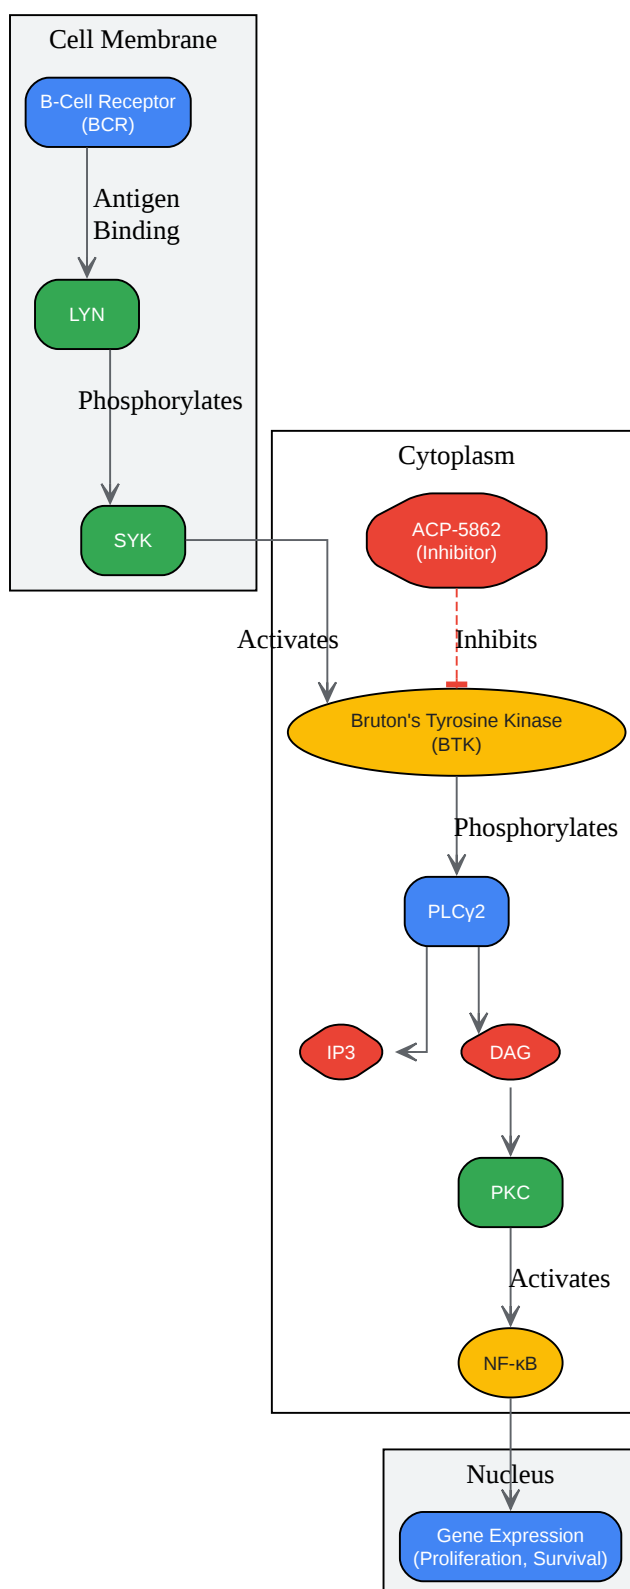 Cell Membrane
B-Cell Receptor
(BCR)
Antigen
Binding
LYN
Phosphorylates
SYK
Cytoplasm
ACP-5862
(Inhibitor)
Activates
Inhibits
Bruton's Tyrosine Kinase
(BTK)
Phosphorylates
PLCγ2
IP3
DAG
PKC
Activates
NF-κB
Nucleus
Gene Expression
(Proliferation, Survival)